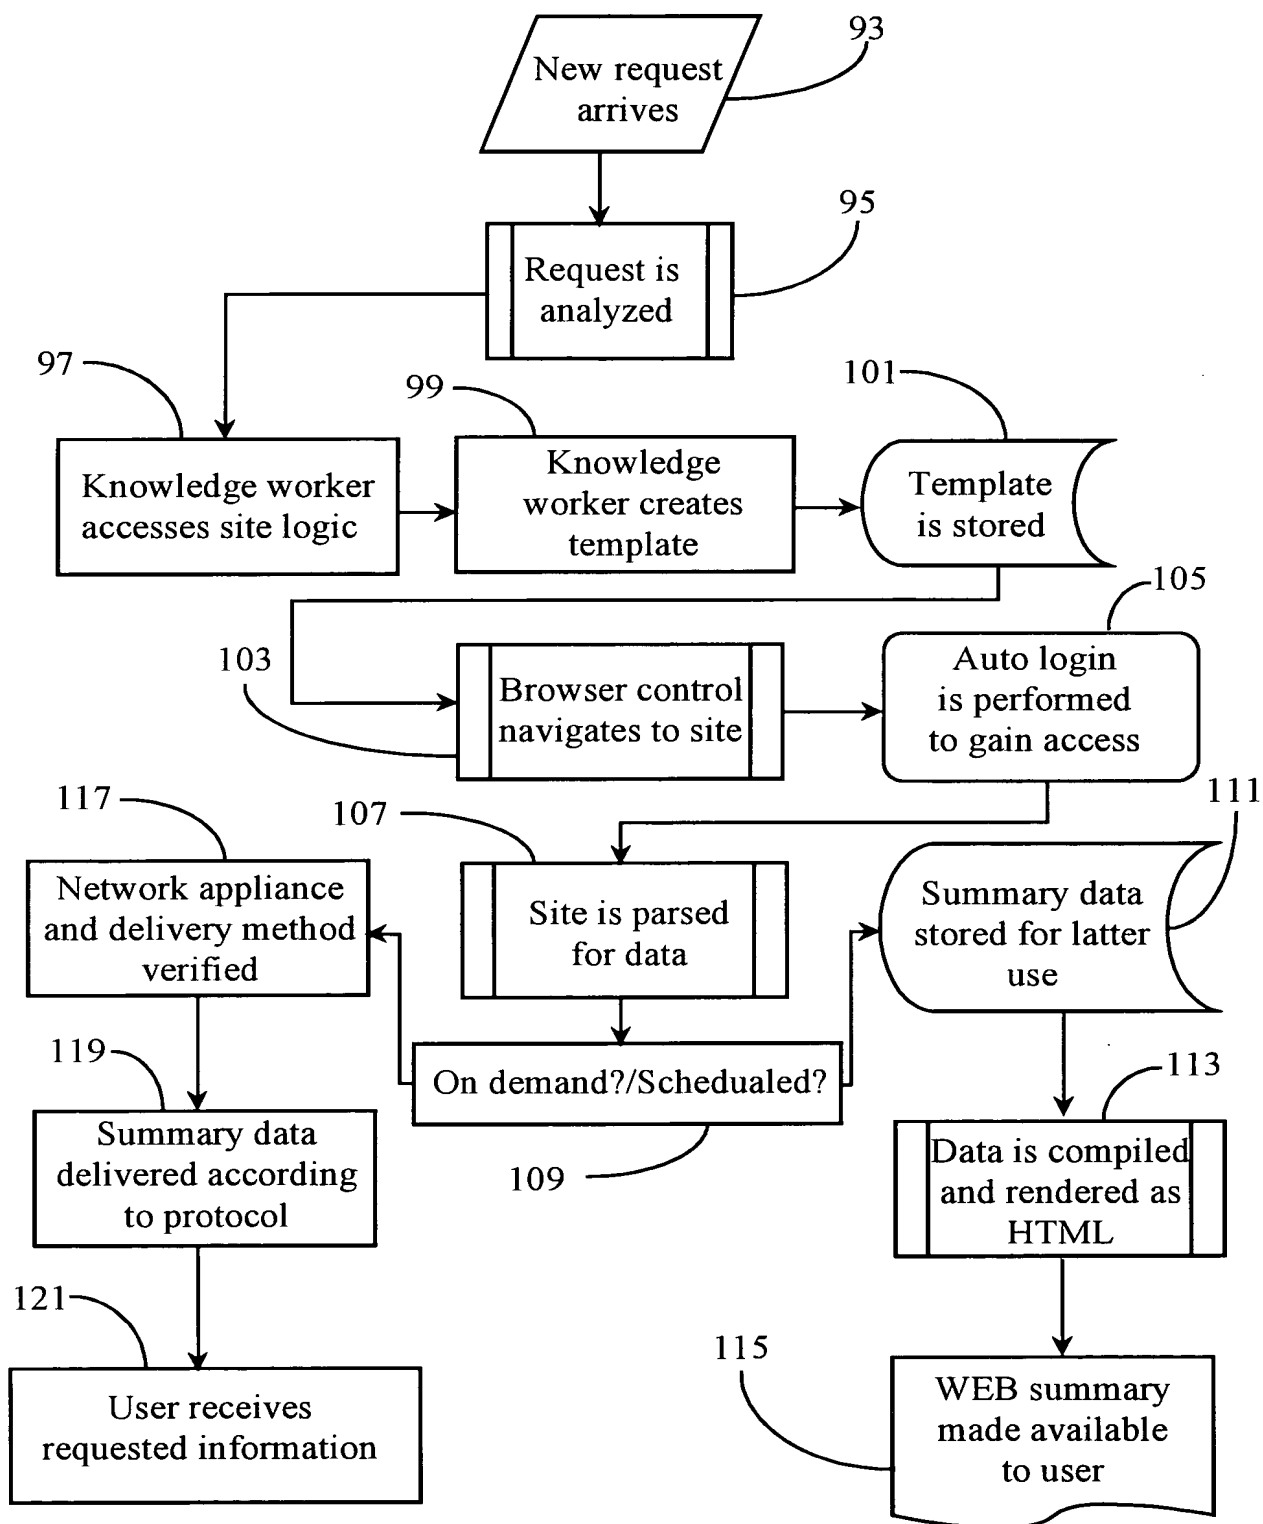 93
New request
arrives
95
Request is
analyzed
97
99
101
Knowledge worker
accesses site logic
Knowledge
worker creates
template
Template
is stored
105
103
Browser control
navigates to site
Auto login
is performed
to gain access
117
107
111
Network appliance
and delivery method
verified
Site is parsed
for data
Summary data
stored for latter
use
119
On demand?/Schedualed?
113
Summary data
delivered according
to protocol
109
Data is compiled
and rendered as
HTML
121
115
User receives
requested information
WEB summary
made available
to user